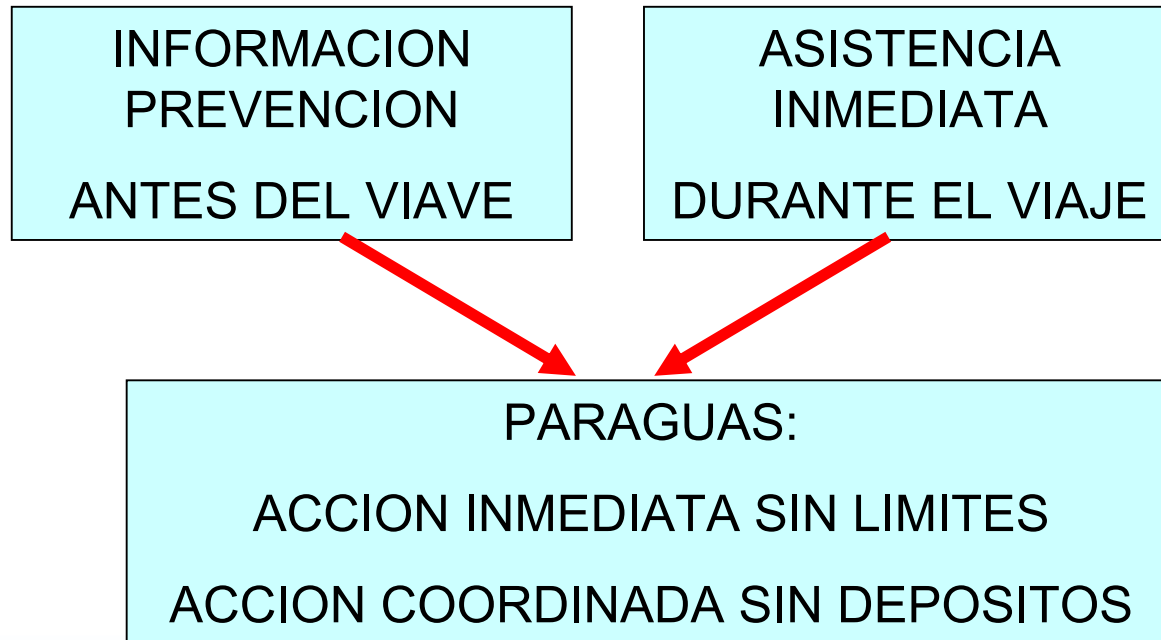 INFORMACION
PREVENCION
ANTES DEL VIAVE
ASISTENCIA
INMEDIATA
DURANTE EL VIAJE
PARAGUAS:
ACCION INMEDIATA SIN LIMITES
ACCION COORDINADA SIN DEPOSITOS